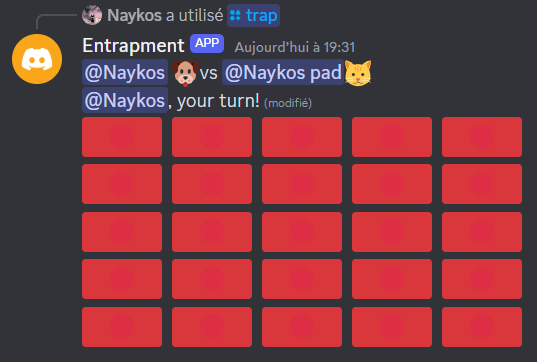 Naykos a utilisé trap
Entrapment APP Aujourd'hui à 19:31
@Naykos vs @Naykos pad
@Naykos, your turn! (modifié)